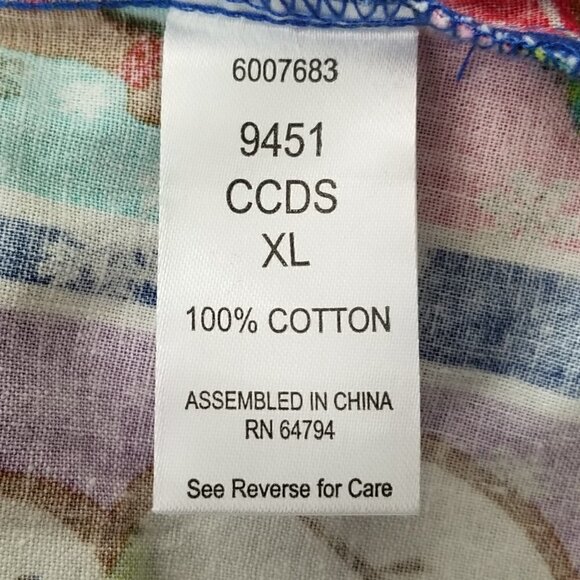 6007683
9451
CCDS
XL
100% COTTON
ASSEMBLED IN CHINA
RN 64794
See Reverse for Care